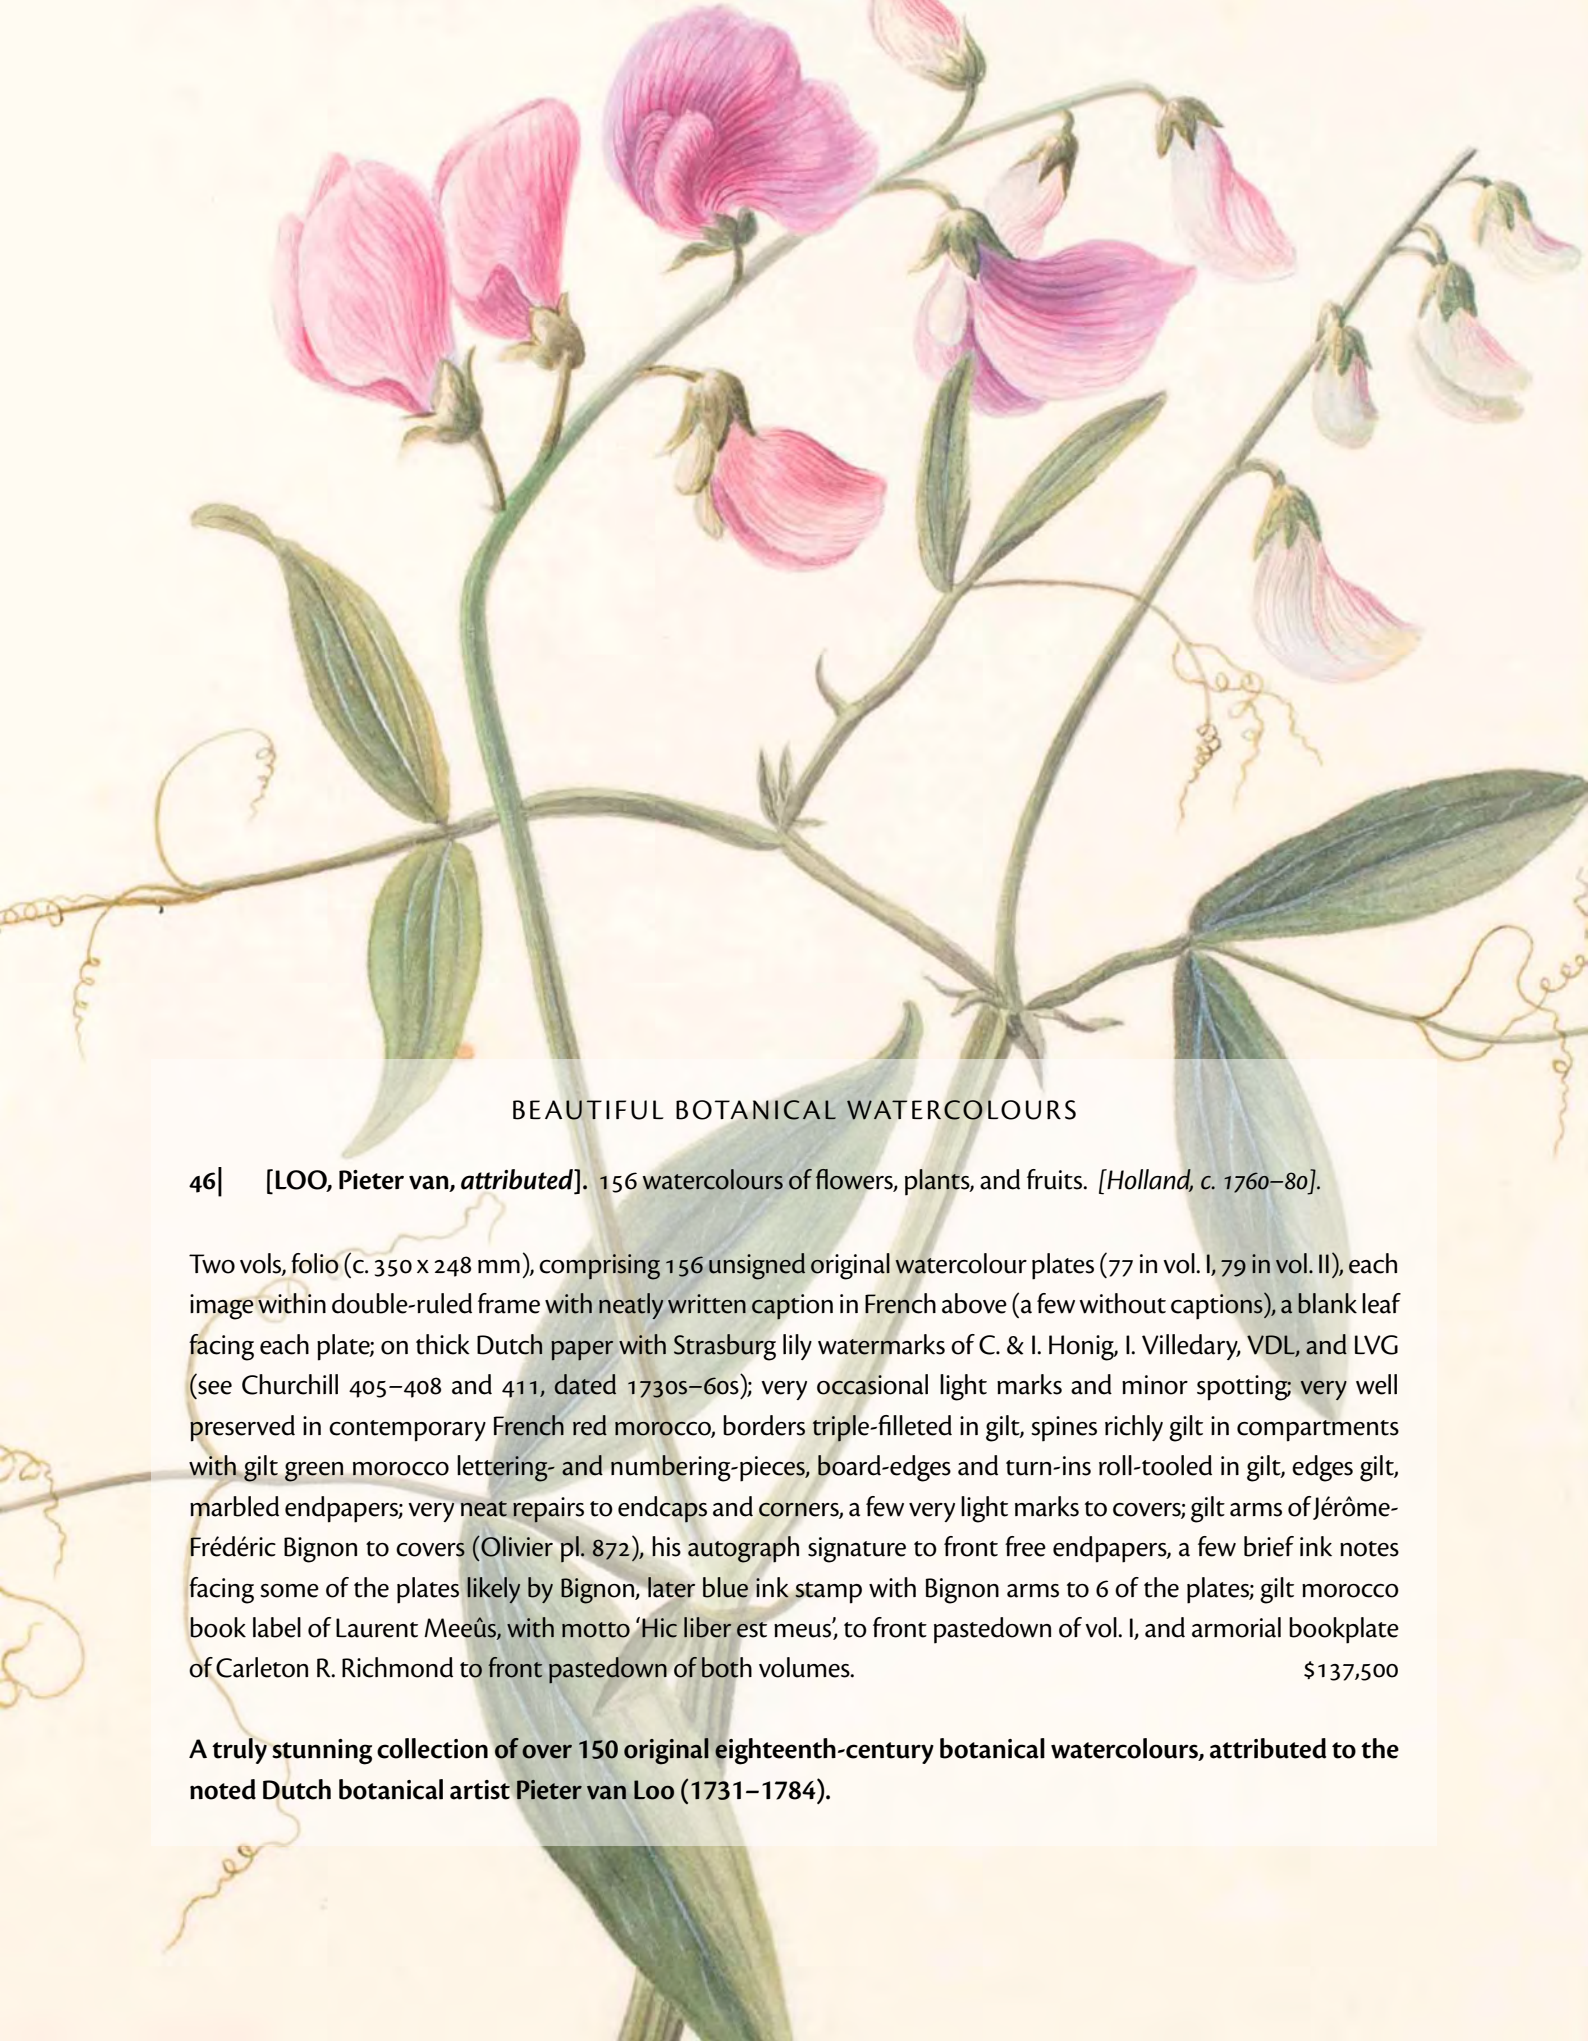 BEAUTIFUL BOTANICAL WATERCOLOURS
46| [LOO, Pieter van, attributed]. 156 watercolours of flowers, plants, and fruits. [Holland, c. 1760–80].
Two vols, folio (c. 350 x 248 mm), comprising 156 unsigned original watercolour plates (77 in vol. I, 79 in vol. II), each
image within double-ruled frame with neatly written caption in French above (a few without captions), a blank leaf
facing each plate; on thick Dutch paper with Strasburg lily watermarks of C. & I. Honig, I. Villedary, VDL, and LVG
(see Churchill 405–408 and 411, dated 1730s–60s); very occasional light marks and minor spotting; very well
preserved in contemporary French red morocco, borders triple-filleted in gilt, spines richly gilt in compartments
with gilt green morocco lettering- and numbering-pieces, board-edges and turn-ins roll-tooled in gilt, edges gilt,
marbled endpapers; very neat repairs to endcaps and corners, a few very light marks to covers; gilt arms of Jérôme-
Frédéric Bignon to covers (Olivier pl. 872), his autograph signature to front free endpapers, a few brief ink notes
facing some of the plates likely by Bignon, later blue ink stamp with Bignon arms to 6 of the plates; gilt morocco
book label of Laurent Meeûs, with motto ‘Hic liber est meus’, to front pastedown of vol. I, and armorial bookplate
of Carleton R. Richmond to front pastedown of both volumes. $137,500
A truly stunning collection of over 150 original eighteenth-century botanical watercolours, attributed to the
noted Dutch botanical artist Pieter van Loo (1731–1784).